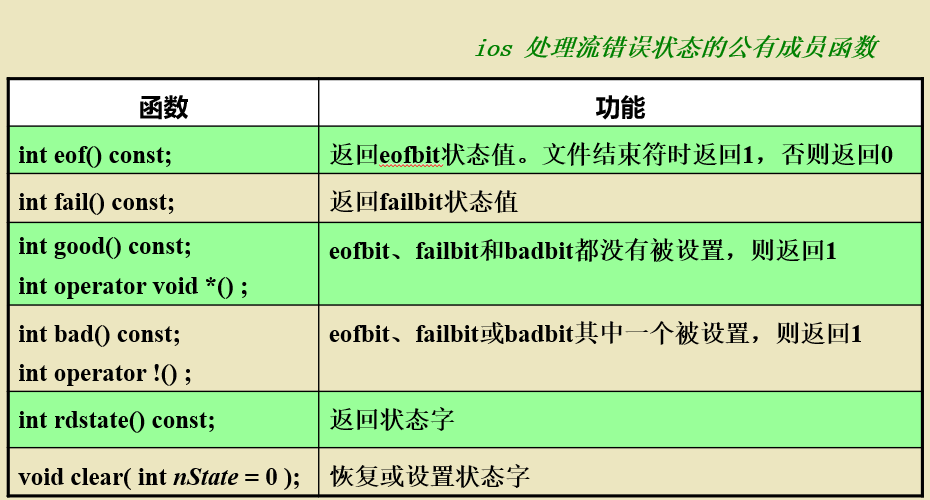 ios 处理流错误状态的公有成员函数
函数 功能
int eof() const; 返回eofbit状态值。文件结束符时返回1，否则返回0
int fail() const; 返回failbit状态值
int good() const;
int operator void *() ;
eofbit、failbit和badbit都没有被设置，则返回1
int bad() const;
int operator !() ;
eofbit、failbit或badbit其中一个被设置，则返回1
int rdstate() const; 返回状态字
void clear( int nState = 0 ); 恢复或设置状态字